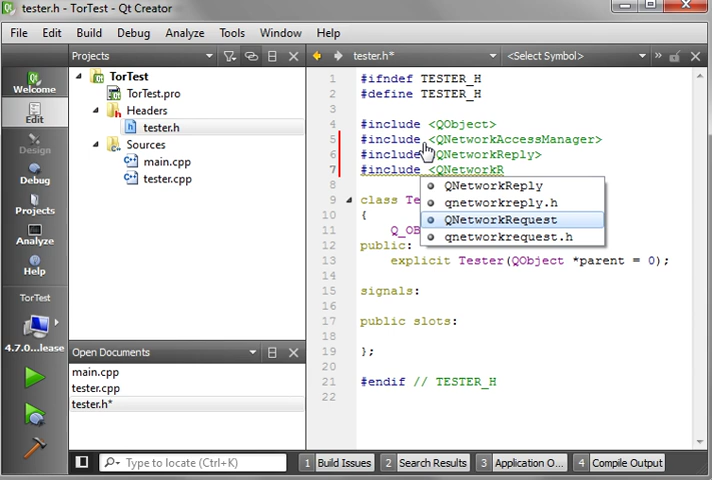 tester.h - TorTest - Qt Creator
File Edit Build Debug Analyze Tools Window Help
Projects
tester.h*
<Select Symbol>
Welcome
Edit
Design
Debug
Projects
Analyze
Help
TorTest
4.7.0...lease
TorTest
TorTest.pro
Headers
tester.h
Sources
main.cpp
tester.cpp
Open Documents
main.cpp
tester.cpp
tester.h*
1 #ifndef TESTER_H
2 #define TESTER_H
3
4 #include <QObject>
5 #include <QNetworkAccessManager>
6 #include <QNetworkReply>
7 #include <QNetworkR
QNetworkReply
qnetworkreply.h
QNetworkRequest
qnetworkrequest.h
9 class Te
10 {
11 Q_OB
12 public:
13 explicit Tester(QObject *parent = 0);
14
15 signals:
16
17 public slots:
18
19 };
20
21 #endif // TESTER_H
22
Type to locate (Ctrl+K)
1 Build Issues
2 Search Results
3 Application O...
4 Compile Output